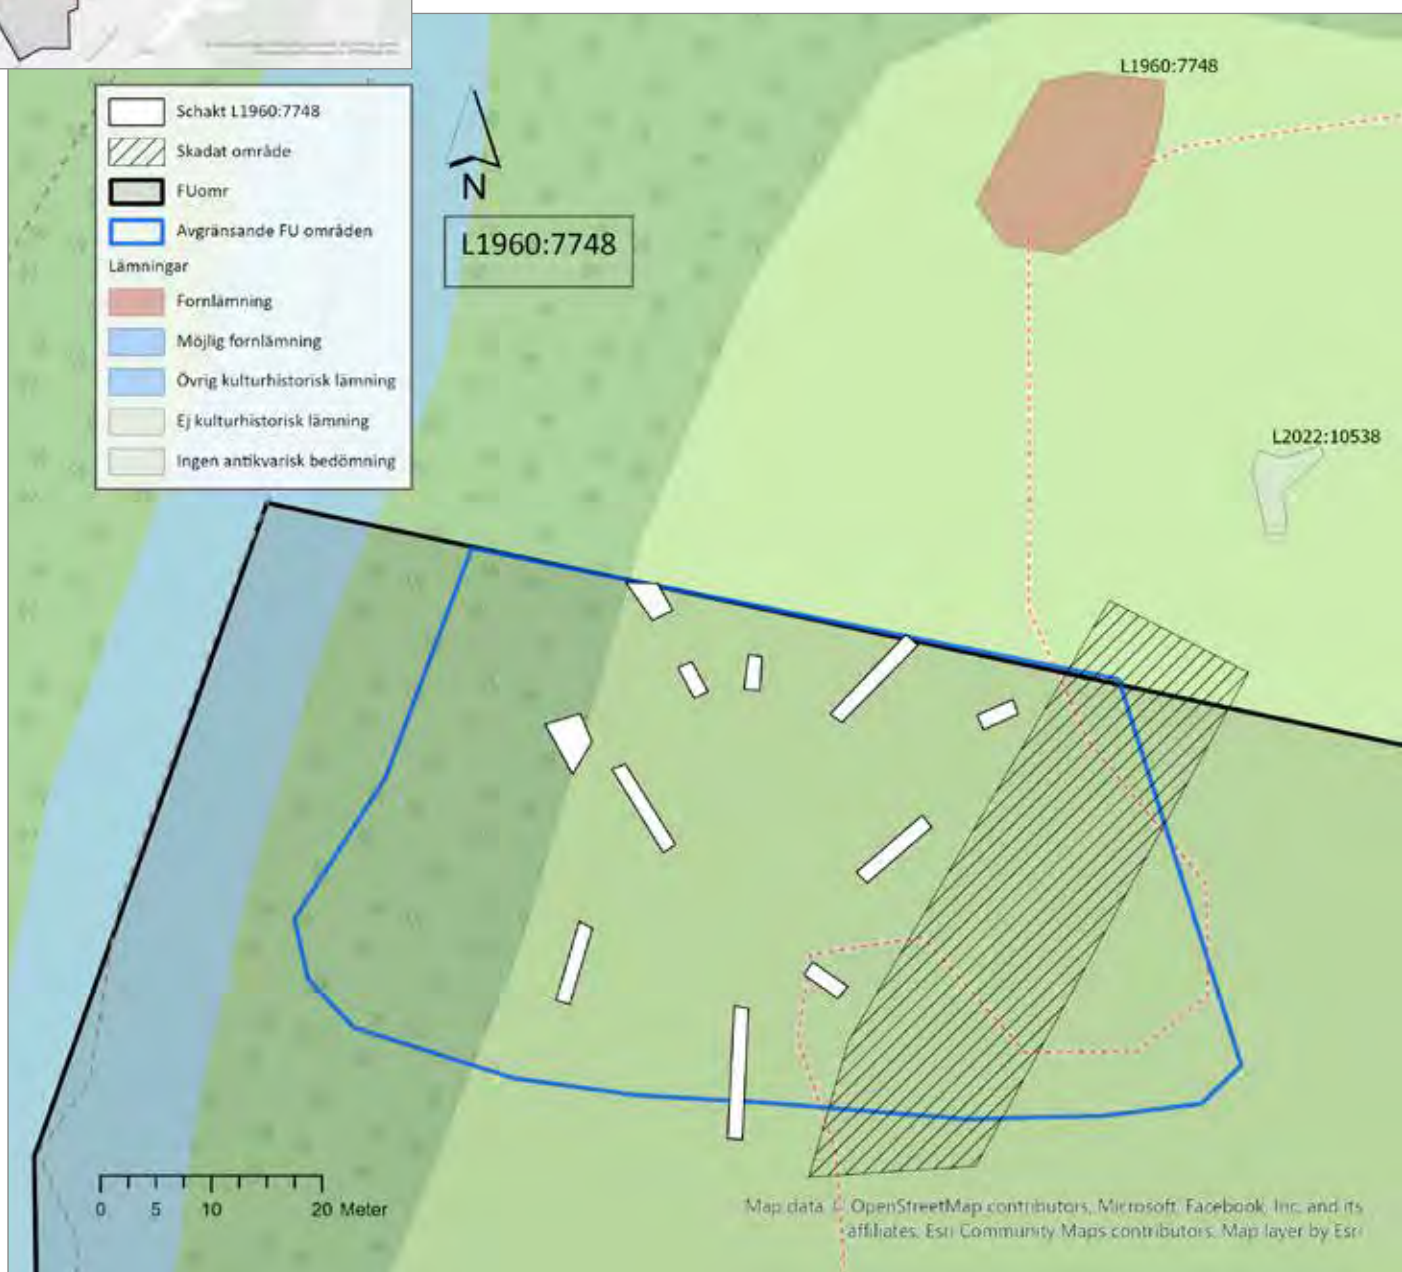 Schakt L1960:7748
Skadat område
FUomr
Avgränsande FU områden
Lämningar
Fornlämning
Möjlig fornlämning
Övrig kulturhistorisk lämning
Ej kulturhistorisk lämning
Ingen antikvarisk bedömning
N
L1960:7748
L1960:7748
L2022:10538
0 5 10 20 Meter
Map data © OpenStreetMap contributors, Microsoft, Facebook, Inc. and its
affiliates, Esri Community Maps contributors, Map layer by Esri